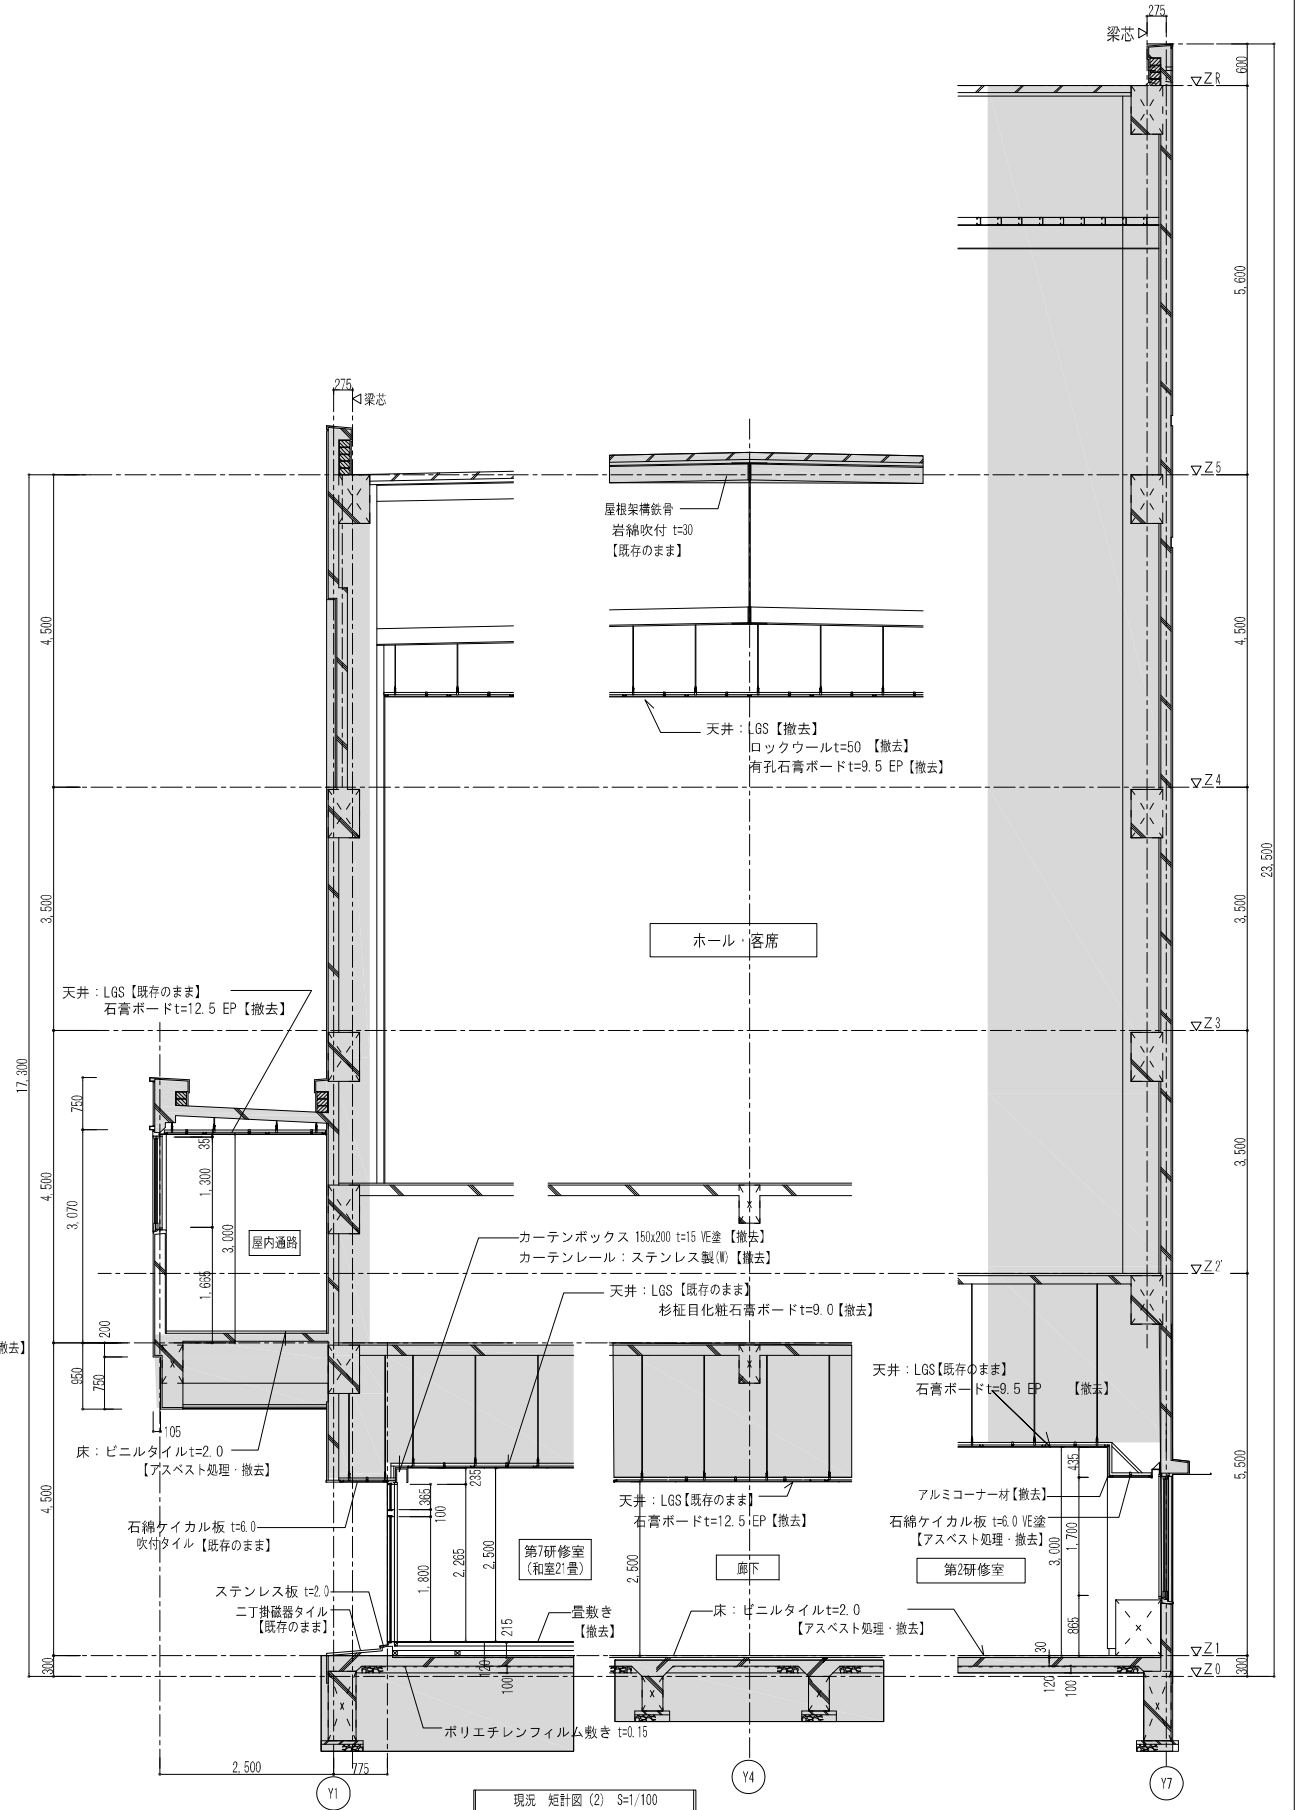 275
梁芯
600
▽ZR
5,600
275
梁芯
▽Z5
屋根架構鉄骨
岩綿吹付 t=30
【既存のまま】
4,500
4,500
天井：LGS【撤去】
ロックウールt=50 【撤去】
有孔石膏ボードt=9.5 EP【撤去】
▽Z4
23,500
3,500
ホール・客席
3,500
天井：LGS【既存のまま】
石膏ボードt=12.5 EP【撤去】
▽Z3
17,300
750
35
1,300
3,000
1,665
4,500
3,070
屋内通路
3,500
カーテンボックス 150x200 t=15 VE塗【撤去】
カーテンレール：ステンレス製(W)【撤去】
▽Z2'
天井：LGS【既存のまま】
杉柾目化粧石膏ボードt=9.0【撤去】
200
撤去】
950
750
105
天井：LGS【既存のまま】
石膏ボードt=9.5 EP 【撤去】
床：ビニルタイルt=2.0
【アスベスト処理・撤去】
235
365
100
435
5,500
4,500
天井：LGS【既存のまま】
石膏ボードt=12.5 EP【撤去】
アルミコーナー材【撤去】
石綿ケイカル板 t=6.0
吹付タイル【既存のまま】
石綿ケイカル板 t=6.0 VE塗
【アスベスト処理・撤去】
1,800
2,265
2,500
第7研修室
（和室21畳）
2,500
廊下
第2研修室
3,000
1,700
ステンレス板 t=2.0
二丁掛磁器タイル
【既存のまま】
畳敷き
【撤去】
215
床：ビニルタイルt=2.0
【アスベスト処理・撤去】
865
30
▽Z1
300
120
100
120
100
▽Z0
300
ポリエチレンフィルム敷き t=0.15
2,500
775
Y1
Y4
Y7
現況 矩計図 (2) S=1/100